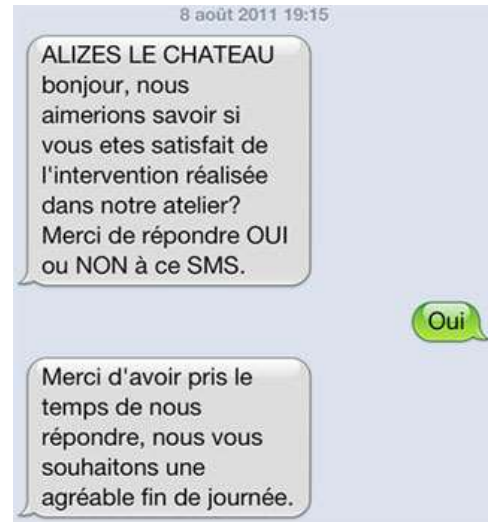 8 août 2011 19:15
ALIZES LE CHATEAU
bonjour, nous
aimerions savoir si
vous etes satisfait de
l'intervention réalisée
dans notre atelier?
Merci de répondre OUI
ou NON à ce SMS.
Oui
Merci d'avoir pris le
temps de nous
répondre, nous vous
souhaitons une
agréable fin de journée.